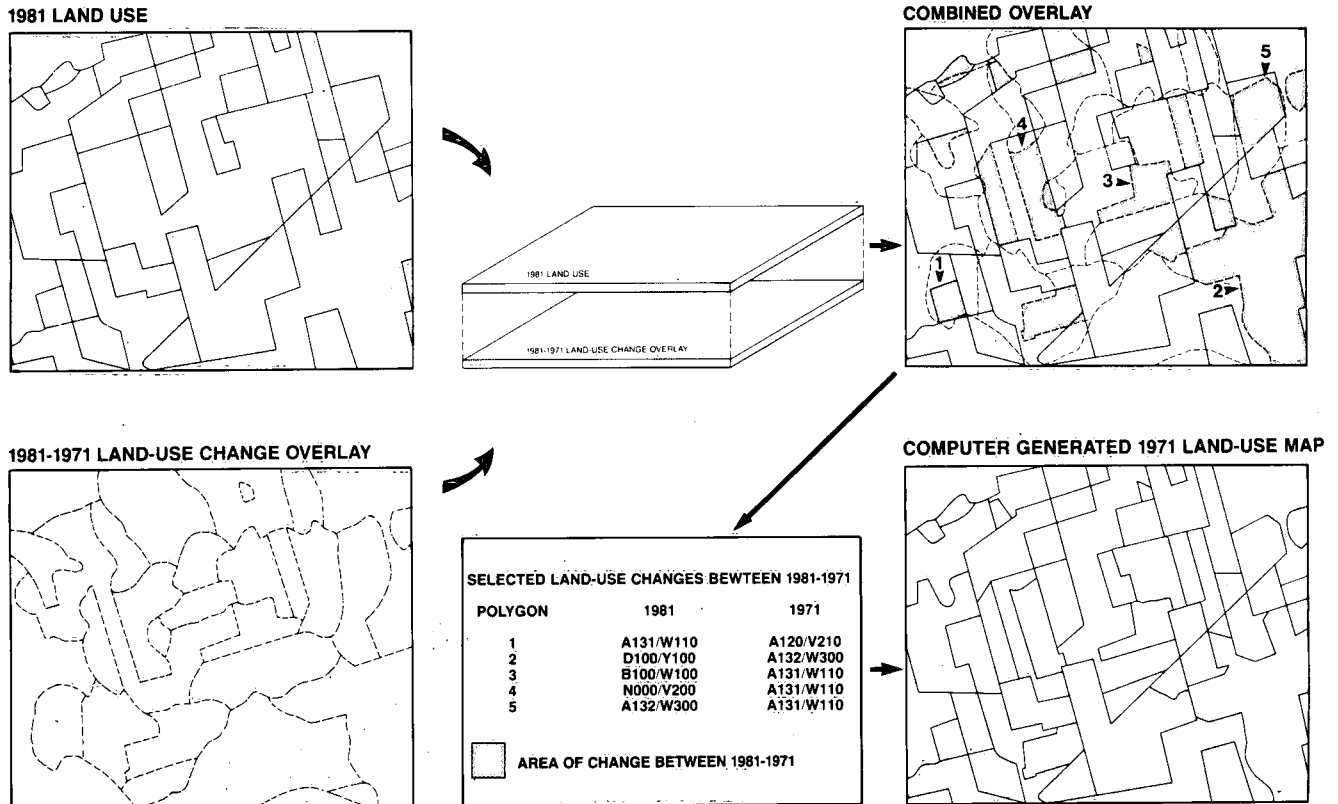 1981 LAND USE
COMBINED OVERLAY
5
4
3
1
2
1981 LAND USE
1981-1971 LAND-USE CHANGE OVERLAY
1981-1971 LAND-USE CHANGE OVERLAY
COMPUTER GENERATED 1971 LAND-USE MAP
SELECTED LAND-USE CHANGES BEWTEEN 1981-1971
POLYGON 1981 1971
1 A131/W110 A120/V210
2 D100/Y100 A132/W300
3 B100/W100 A131/W110
4 N000/V200 A131/W110
5 A132/W300 A131/W110
AREA OF CHANGE BETWEEN 1981-1971